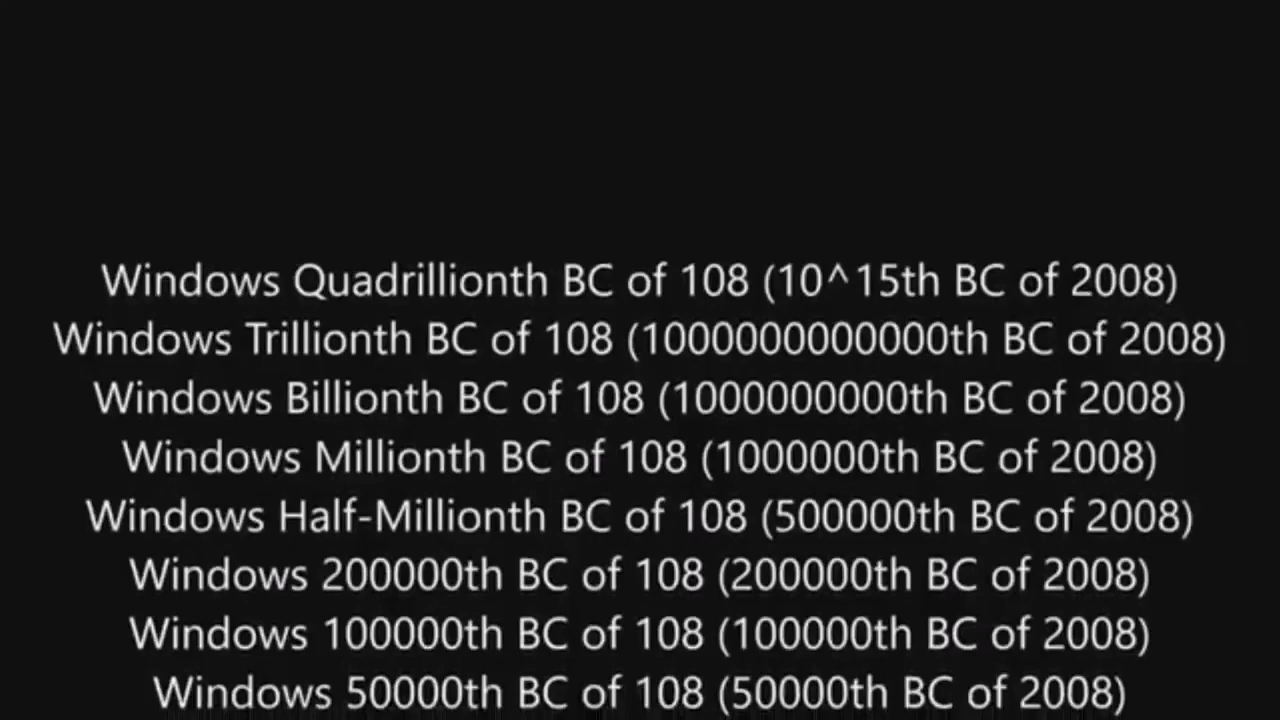 Windows Quadrillionth BC of 108 (10^15th BC of 2008)
Windows Trillionth BC of 108 (1000000000000th BC of 2008)
Windows Billionth BC of 108 (1000000000th BC of 2008)
Windows Millionth BC of 108 (1000000th BC of 2008)
Windows Half-Millionth BC of 108 (500000th BC of 2008)
Windows 200000th BC of 108 (200000th BC of 2008)
Windows 100000th BC of 108 (100000th BC of 2008)
Windows 50000th BC of 108 (50000th BC of 2008)